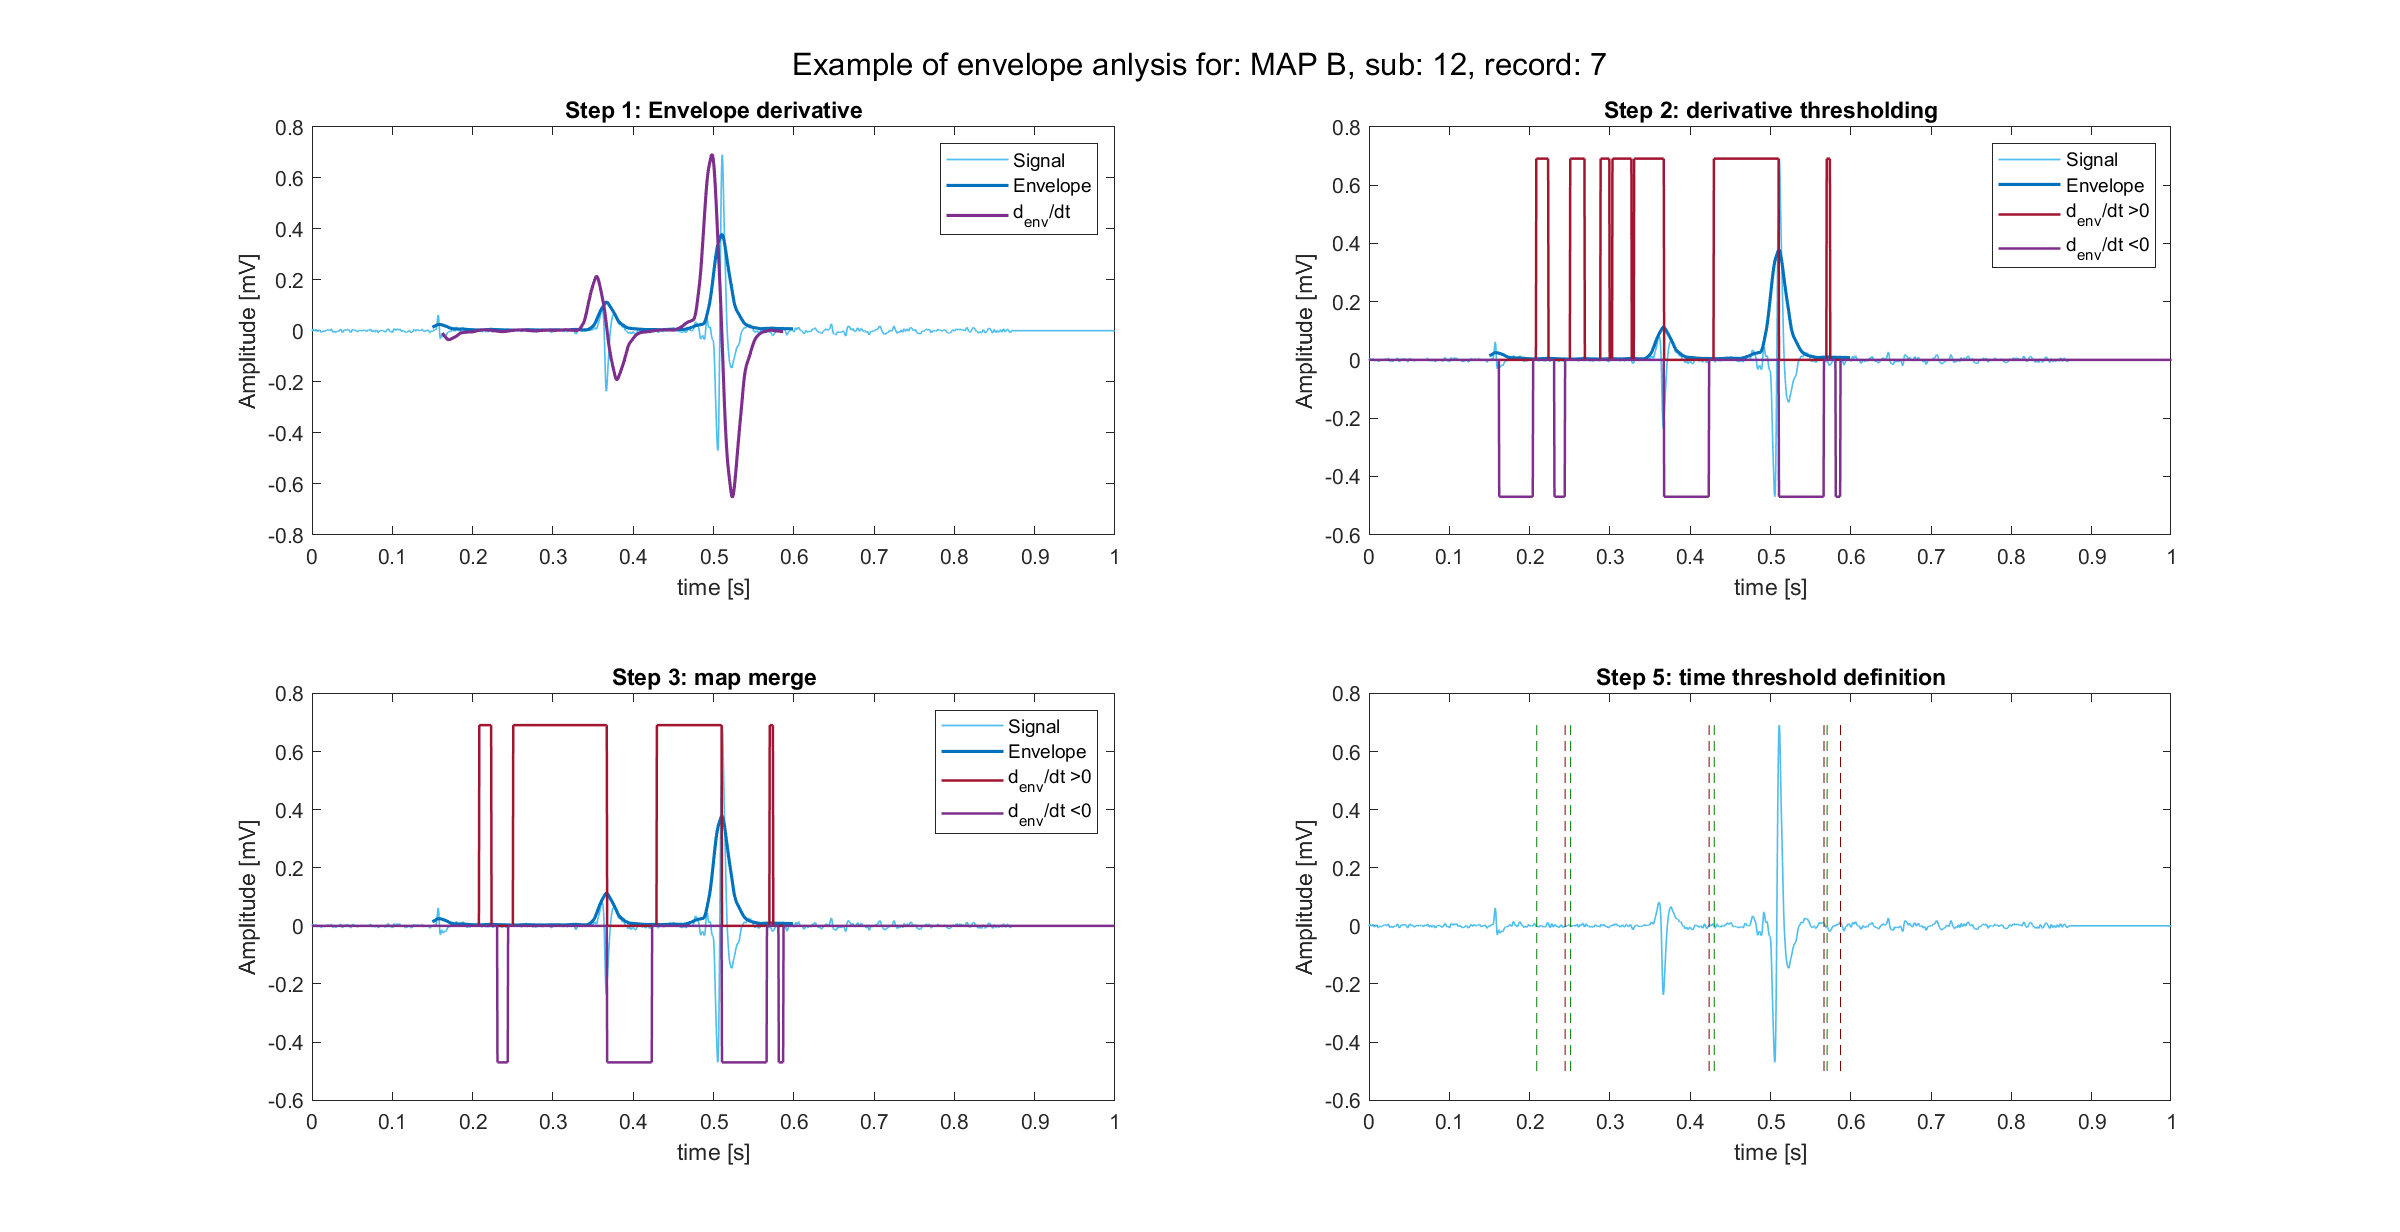 Example of envelope anlysis for: MAP B, sub: 12, record: 7
Step 1: Envelope derivative
Amplitude [mV]
0.8
0.6
0.4
0.2
0
-0.2
-0.4
-0.6
-0.8
0 0.1 0.2 0.3 0.4 0.5 0.6 0.7 0.8 0.9 1
time [s]
Signal
Envelope
d_env/dt
Step 2: derivative thresholding
Amplitude [mV]
0.8
0.6
0.4
0.2
0
-0.2
-0.4
-0.6
0 0.1 0.2 0.3 0.4 0.5 0.6 0.7 0.8 0.9 1
time [s]
Signal
Envelope
d_env/dt >0
d_env/dt <0
Step 3: map merge
Amplitude [mV]
0.8
0.6
0.4
0.2
0
-0.2
-0.4
-0.6
0 0.1 0.2 0.3 0.4 0.5 0.6 0.7 0.8 0.9 1
time [s]
Signal
Envelope
d_env/dt >0
d_env/dt <0
Step 5: time threshold definition
Amplitude [mV]
0.8
0.6
0.4
0.2
0
-0.2
-0.4
-0.6
0 0.1 0.2 0.3 0.4 0.5 0.6 0.7 0.8 0.9 1
time [s]